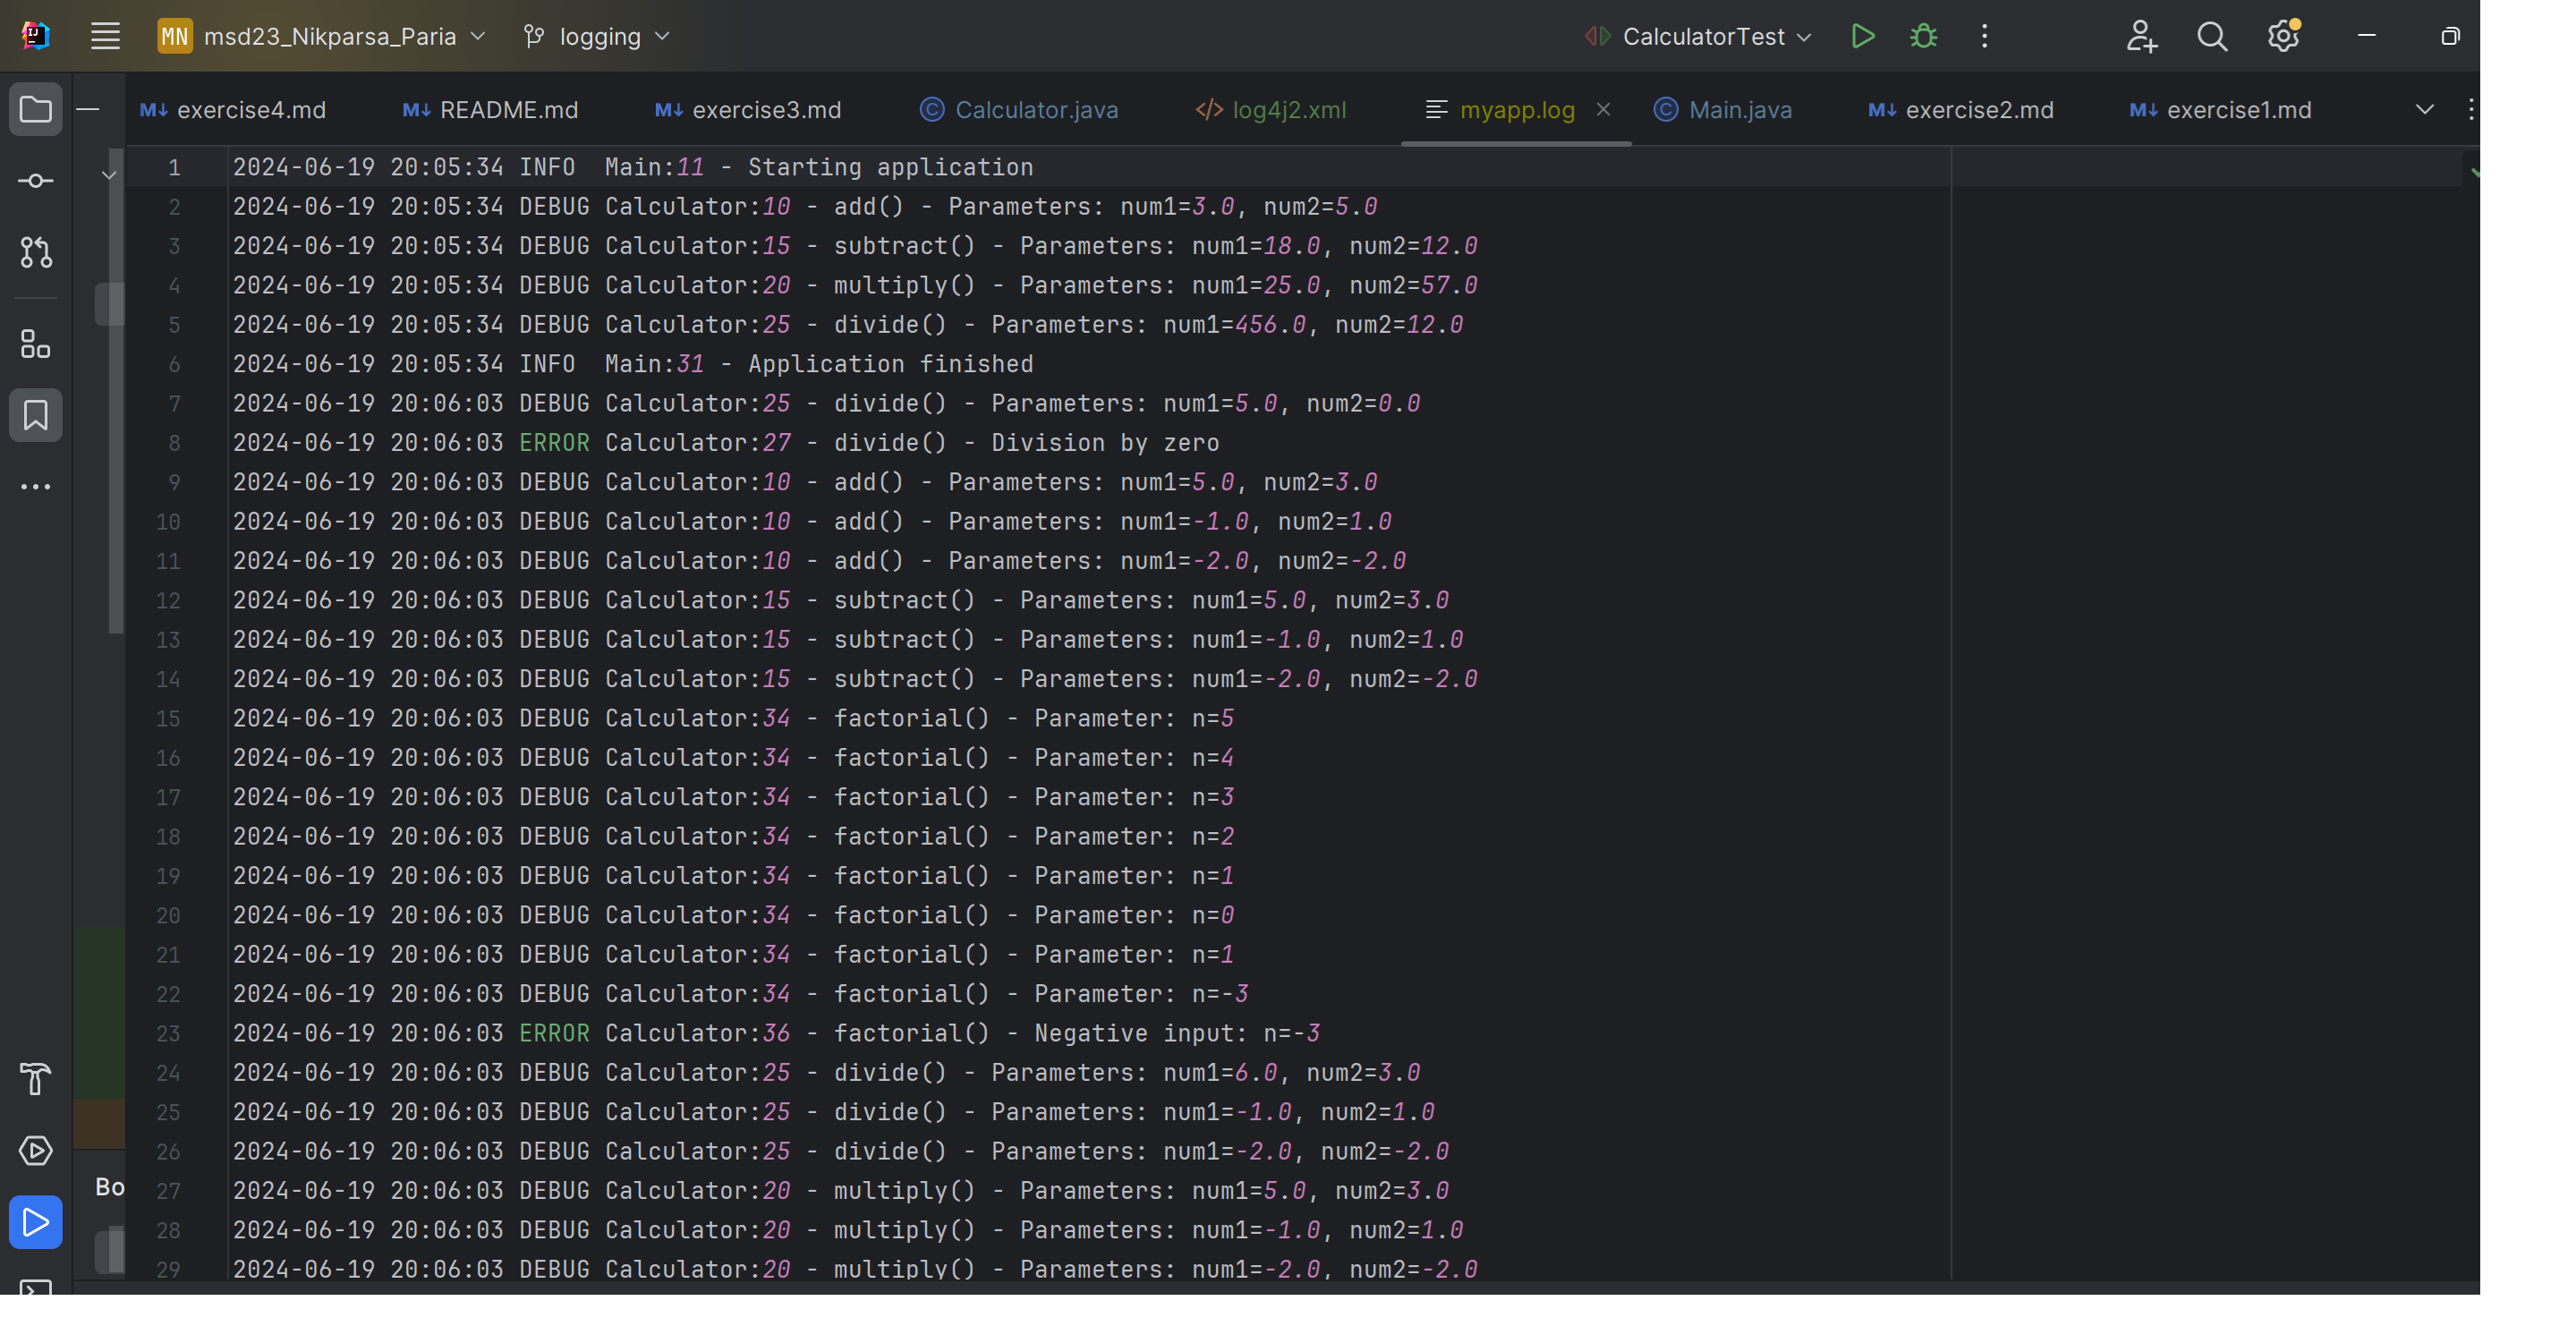 MN msd23_Nikparsa_Paria logging CalculatorTest
exercise4.md README.md exercise3.md Calculator.java log4j2.xml myapp.log Main.java exercise2.md exercise1.md
1 2024-06-19 20:05:34 INFO  Main:11 - Starting application
2 2024-06-19 20:05:34 DEBUG Calculator:10 - add() - Parameters: num1=3.0, num2=5.0
3 2024-06-19 20:05:34 DEBUG Calculator:15 - subtract() - Parameters: num1=18.0, num2=12.0
4 2024-06-19 20:05:34 DEBUG Calculator:20 - multiply() - Parameters: num1=25.0, num2=57.0
5 2024-06-19 20:05:34 DEBUG Calculator:25 - divide() - Parameters: num1=456.0, num2=12.0
6 2024-06-19 20:05:34 INFO  Main:31 - Application finished
7 2024-06-19 20:06:03 DEBUG Calculator:25 - divide() - Parameters: num1=5.0, num2=0.0
8 2024-06-19 20:06:03 ERROR Calculator:27 - divide() - Division by zero
9 2024-06-19 20:06:03 DEBUG Calculator:10 - add() - Parameters: num1=5.0, num2=3.0
10 2024-06-19 20:06:03 DEBUG Calculator:10 - add() - Parameters: num1=-1.0, num2=1.0
11 2024-06-19 20:06:03 DEBUG Calculator:10 - add() - Parameters: num1=-2.0, num2=-2.0
12 2024-06-19 20:06:03 DEBUG Calculator:15 - subtract() - Parameters: num1=5.0, num2=3.0
13 2024-06-19 20:06:03 DEBUG Calculator:15 - subtract() - Parameters: num1=-1.0, num2=1.0
14 2024-06-19 20:06:03 DEBUG Calculator:15 - subtract() - Parameters: num1=-2.0, num2=-2.0
15 2024-06-19 20:06:03 DEBUG Calculator:34 - factorial() - Parameter: n=5
16 2024-06-19 20:06:03 DEBUG Calculator:34 - factorial() - Parameter: n=4
17 2024-06-19 20:06:03 DEBUG Calculator:34 - factorial() - Parameter: n=3
18 2024-06-19 20:06:03 DEBUG Calculator:34 - factorial() - Parameter: n=2
19 2024-06-19 20:06:03 DEBUG Calculator:34 - factorial() - Parameter: n=1
20 2024-06-19 20:06:03 DEBUG Calculator:34 - factorial() - Parameter: n=0
21 2024-06-19 20:06:03 DEBUG Calculator:34 - factorial() - Parameter: n=1
22 2024-06-19 20:06:03 DEBUG Calculator:34 - factorial() - Parameter: n=-3
23 2024-06-19 20:06:03 ERROR Calculator:36 - factorial() - Negative input: n=-3
24 2024-06-19 20:06:03 DEBUG Calculator:25 - divide() - Parameters: num1=6.0, num2=3.0
25 2024-06-19 20:06:03 DEBUG Calculator:25 - divide() - Parameters: num1=-1.0, num2=1.0
26 2024-06-19 20:06:03 DEBUG Calculator:25 - divide() - Parameters: num1=-2.0, num2=-2.0
Bo
27 2024-06-19 20:06:03 DEBUG Calculator:20 - multiply() - Parameters: num1=5.0, num2=3.0
28 2024-06-19 20:06:03 DEBUG Calculator:20 - multiply() - Parameters: num1=-1.0, num2=1.0
29 2024-06-19 20:06:03 DEBUG Calculator:20 - multiply() - Parameters: num1=-2.0, num2=-2.0